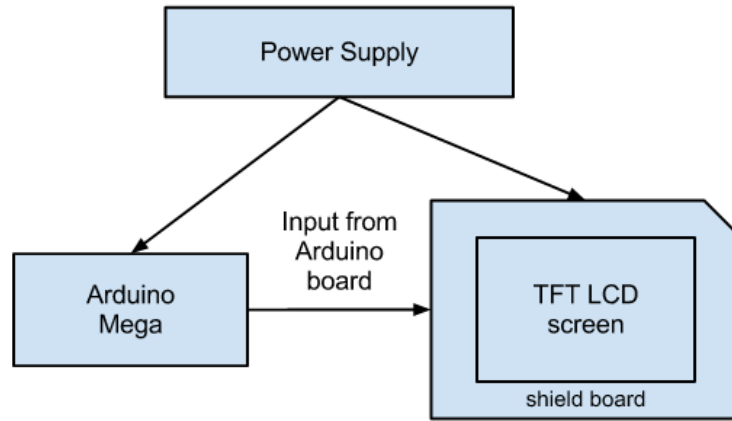 Power Supply
Input from
Arduino
board
Arduino
Mega
TFT LCD
screen
shield board